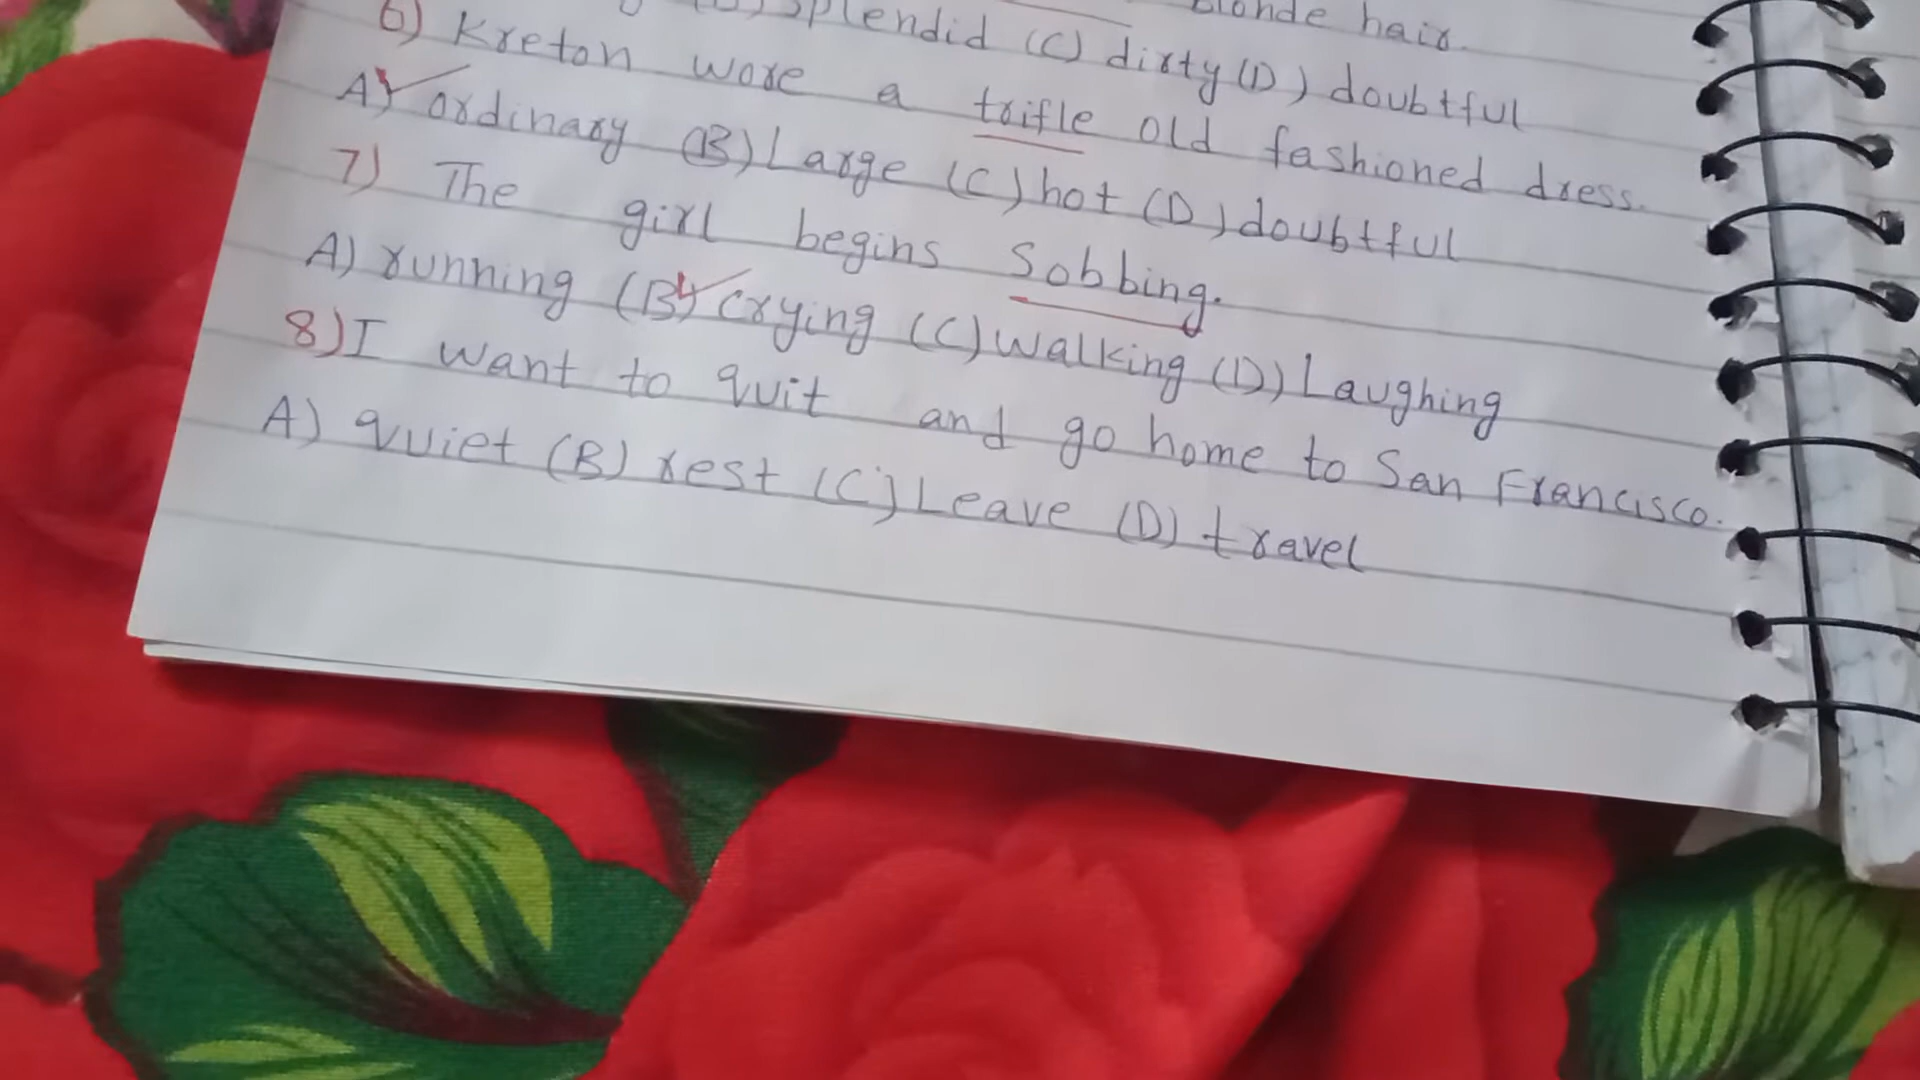 splendid (C) dirty (D) doubtful
blonde hair.
6) Kreton wore a trifle old fashioned dress.
A) ordinary (B) Large (C) hot (D) doubtful
7) The girl begins Sobbing.
A) running (B) crying (C) walking (D) Laughing
8) I want to quit and go home to San Francisco.
A) quiet (B) rest (C) Leave (D) travel